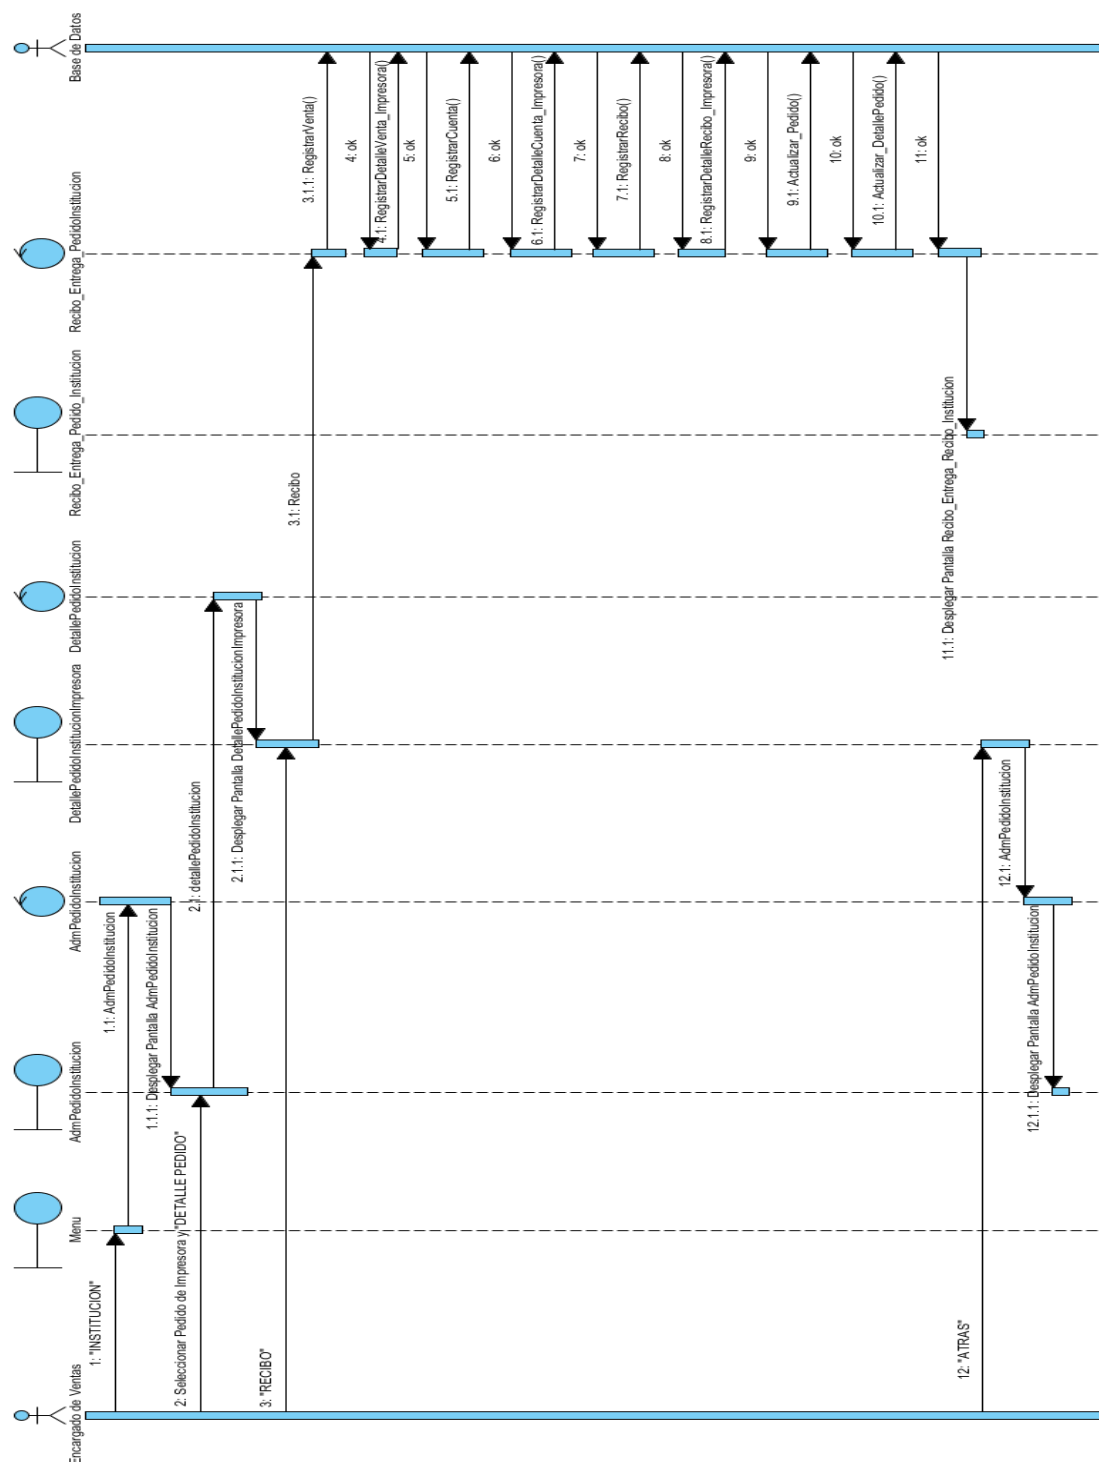 Encargado de Ventas
Menu
AdmPedidoInstitucion
AdmPedidoInstitucion
DetallePedidoInstitucionImpresora
DetallePedidoInstitucion
Recibo_Entrega_Pedido_Institucion
Recibo_Entrega_PedidoInstitucion
Base de Datos
1: "INSTITUCION"
1.1: AdmPedidoInstitucion
1.1.1: Desplegar Pantalla AdmPedidoInstitucion
2: Seleccionar Pedido de Impresora y "DETALLE PEDIDO"
2.1: detallePedidoInstitucion
2.1.1: Desplegar Pantalla DetallePedidoInstitucionImpresora
3: "RECIBO"
3.1: Recibo
3.1.1: RegistrarVenta()
4: ok
4.1: RegistrarDetalleVenta_Impresora()
5: ok
5.1: RegistrarCuenta()
6: ok
6.1: RegistrarDetalleCuenta_Impresora()
7: ok
7.1: RegistrarRecibo()
8: ok
8.1: RegistrarDetalleRecibo_Impresora()
9: ok
9.1: Actualizar_Pedido()
10: ok
10.1: Actualizar_DetallePedido()
11: ok
11.1: Desplegar Pantalla Recibo_Entrega_Recibo_Institucion
12: "ATRAS"
12.1: AdmPedidoInstitucion
12.1.1: Desplegar Pantalla AdmPedidoInstitucion